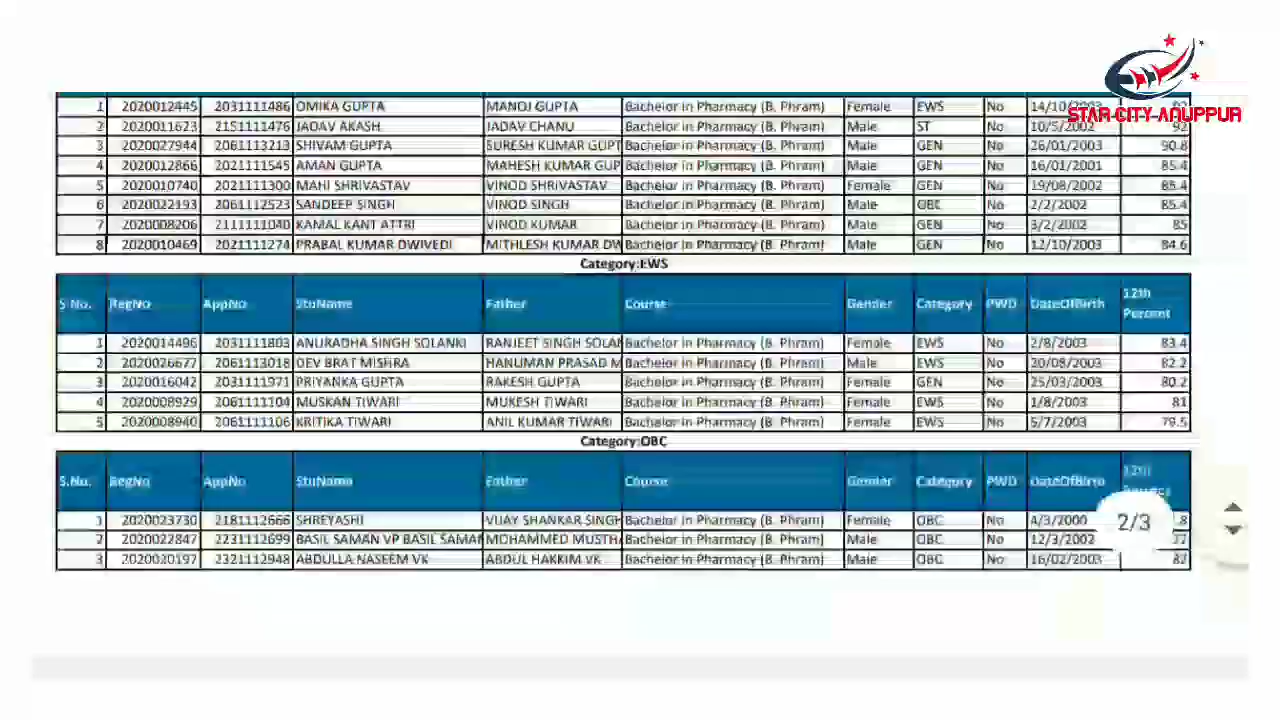 STAR CITY ANUPPUR
1 2020012445 2031111486 OMIKA GUPTA MANOJ GUPTA Bachelor in Pharmacy (B. Phram) Female EWS No 14/10/2003
2 2020011623 2151111476 JADAV AKASH JADAV CHANU Bachelor in Pharmacy (B. Phram) Male ST No 10/5/2002 92
3 2020027944 2061113213 SHIVAM GUPTA SURESH KUMAR GUPT Bachelor in Pharmacy (B. Phram) Male GEN No 26/01/2003 90.8
4 2020012866 2021111545 AMAN GUPTA MAHESH KUMAR GUP Bachelor in Pharmacy (B. Phram) Male GEN No 16/01/2001 85.4
5 2020010740 2021111300 MAHI SHRIVASTAV VINOD SHRIVASTAV Bachelor in Pharmacy (B. Phram) Female GEN No 19/08/2002 85.4
6 2020022193 2061112523 SANDEEP SINGH VINOD SINGH Bachelor in Pharmacy (B. Phram) Male OBC No 2/2/2002 85.4
7 2020008206 2111111040 KAMAL KANT ATTRI VINOD KUMAR Bachelor in Pharmacy (B. Phram) Male GEN No 3/2/2002 85
8 2020010469 2021111274 PRABAL KUMAR DWIVEDI MITHLESH KUMAR DW Bachelor in Pharmacy (B. Phram) Male GEN No 12/10/2003 84.6
Category:EWS
S.No. RegNo AppNo StuName Father Course Gender Category PWD DateOfBirth 12th Percent
1 2020014496 2031111803 ANURADHA SINGH SOLANKI RANJEET SINGH SOLAN Bachelor in Pharmacy (B. Phram) Female EWS No 2/8/2003 83.4
2 2020026677 2061113018 DEV BRAT MISHRA HANUMAN PRASAD M Bachelor in Pharmacy (B. Phram) Male EWS No 20/08/2003 82.2
3 2020016042 2031111971 PRIYANKA GUPTA RAKESH GUPTA Bachelor in Pharmacy (B. Phram) Female GEN No 25/03/2003 80.2
4 2020008929 2061111104 MUSKAN TIWARI MUKESH TIWARI Bachelor in Pharmacy (B. Phram) Female EWS No 1/8/2003 81
5 2020008940 2061111106 KRITIKA TIWARI ANIL KUMAR TIWARI Bachelor in Pharmacy (B. Phram) Female EWS No 5/7/2003 79.5
Category:OBC
S.No. RegNo AppNo StuName Father Course Gender Category PWD DateOfBirth 12th
1 2020023730 2181112666 SHREYASHI VIJAY SHANKAR SINGH Bachelor in Pharmacy (B. Phram) Female OBC No 4/3/2000 .8
2 2020022847 2231112699 BASIL SAMAN VP BASIL SAMAN MOHAMMED MUSTHA Bachelor in Pharmacy (B. Phram) Male OBC No 12/3/2002 77
3 2020020197 2321112948 ABDULLA NASEEM VK ABDUL HAKKIM VK Bachelor in Pharmacy (B. Phram) Male OBC No 16/02/2003 87
2/3